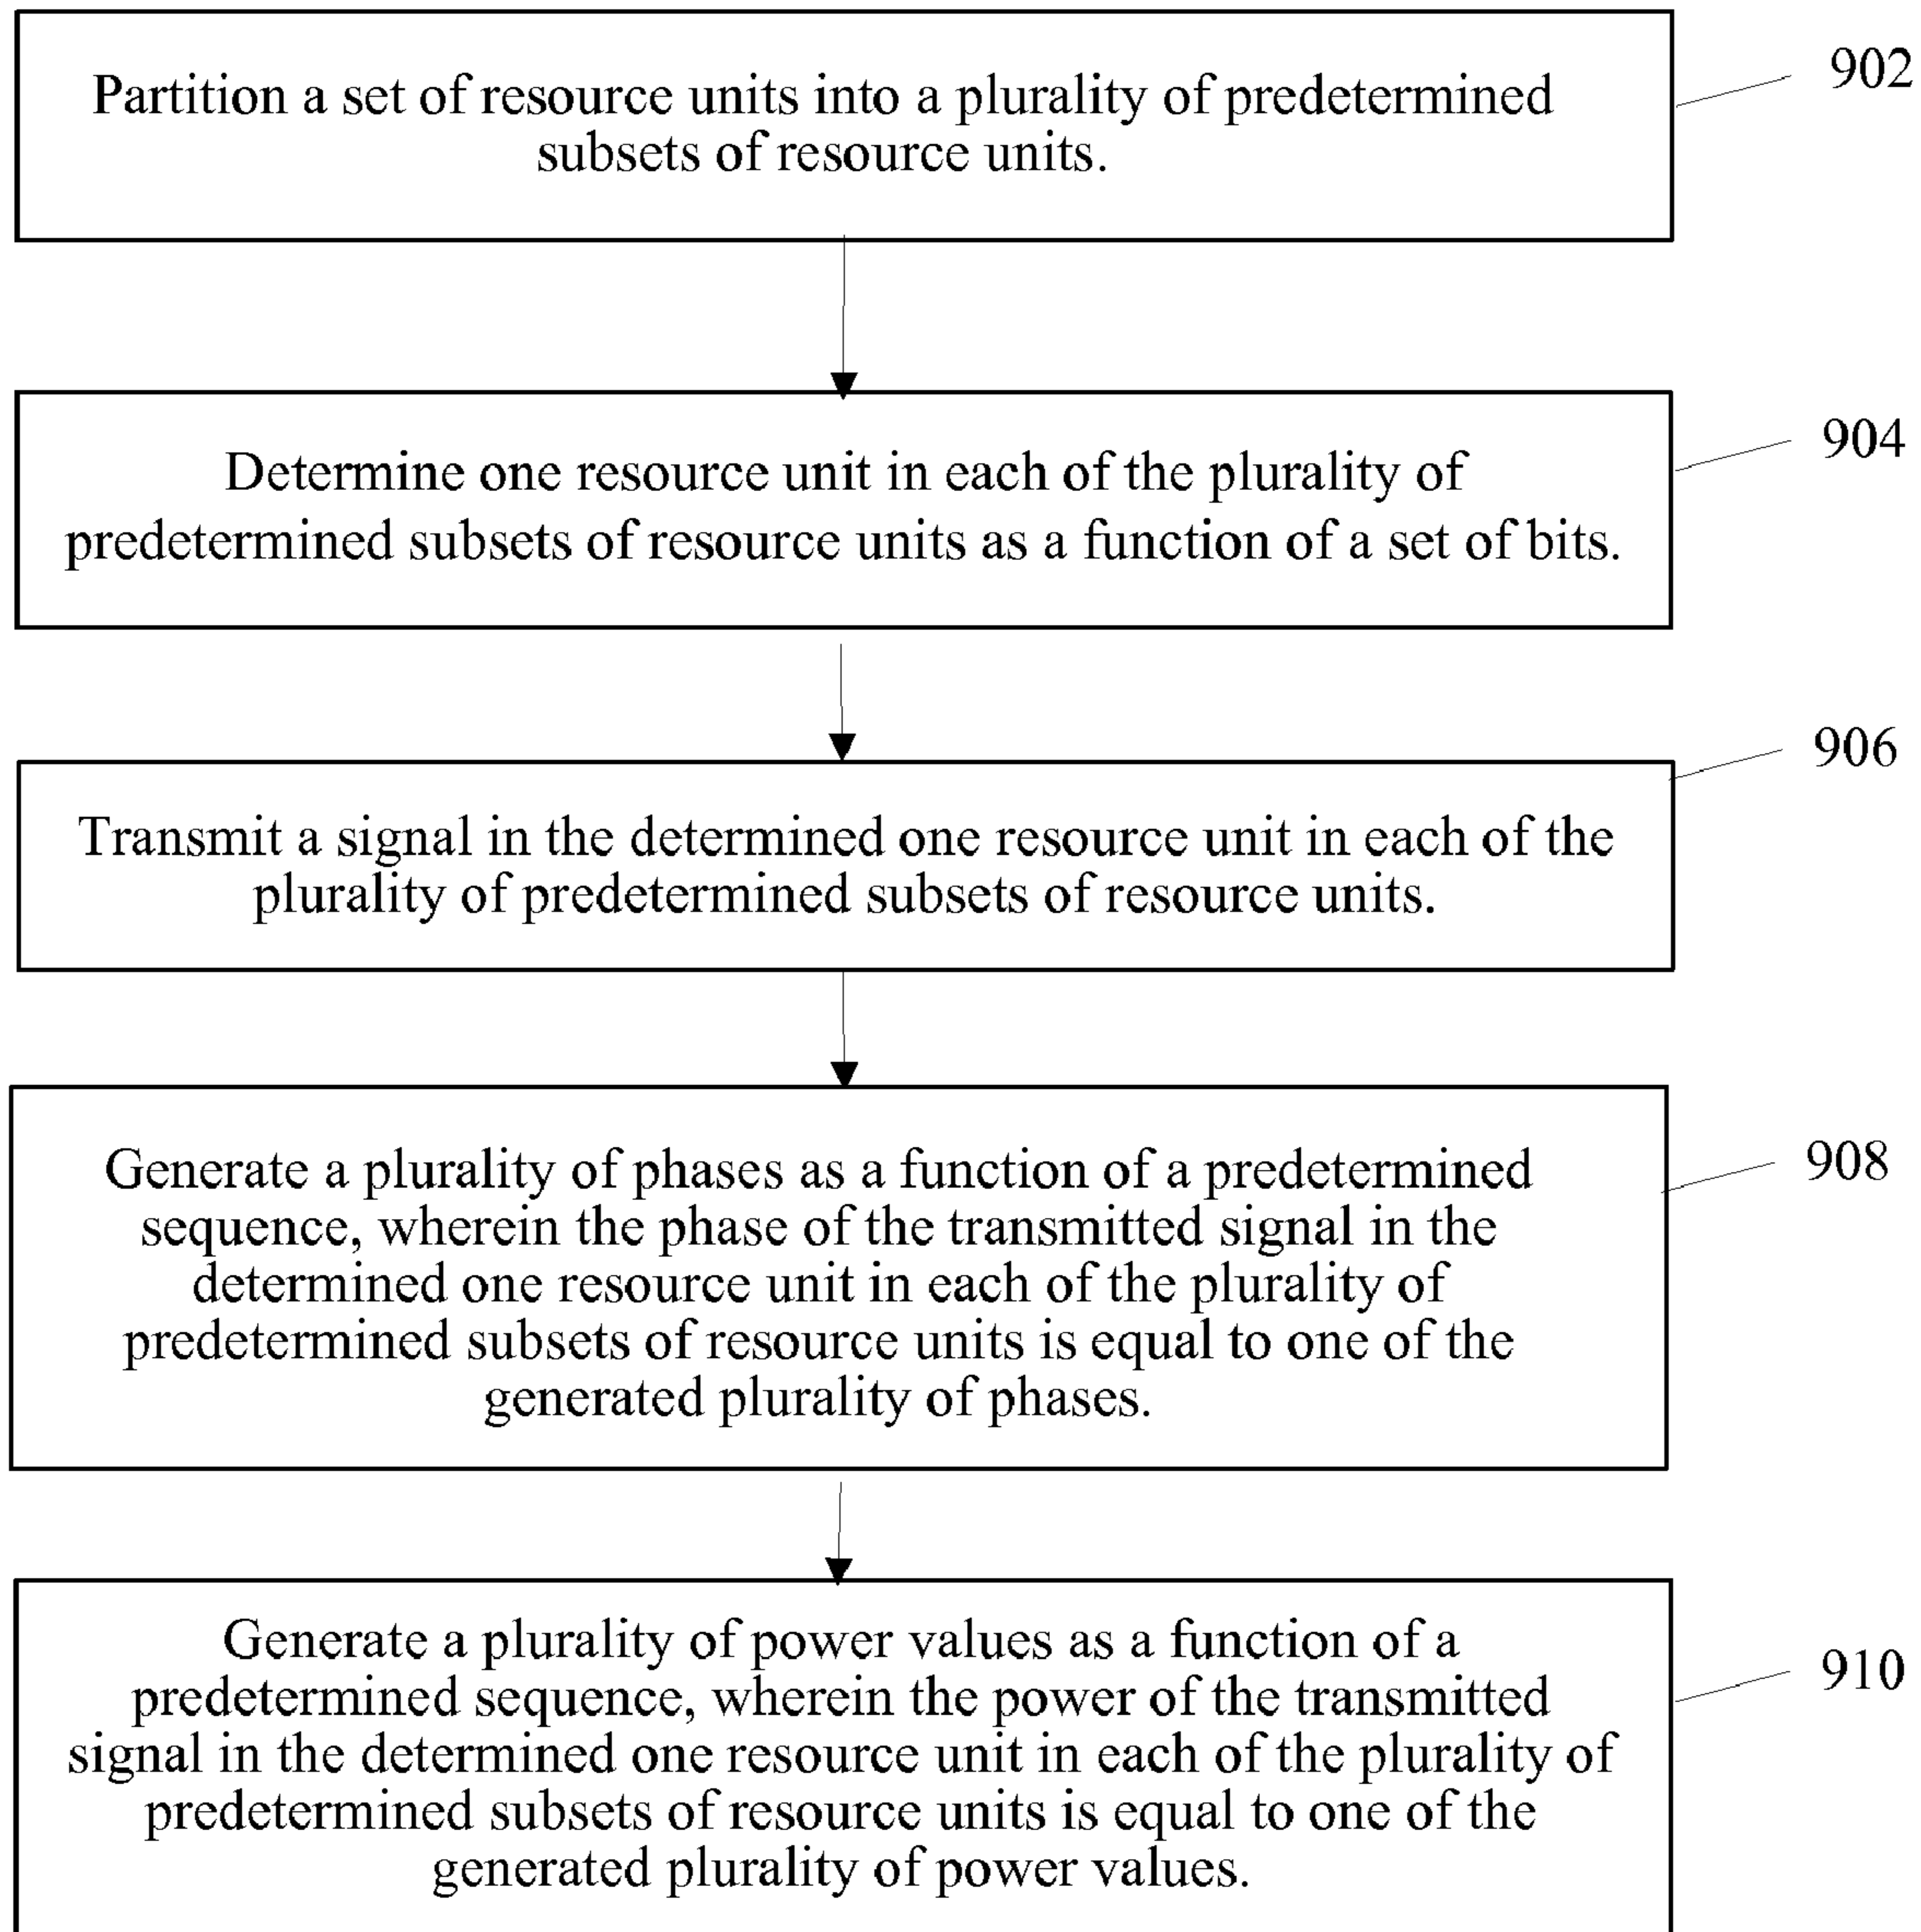 Partition a set of resource units into a plurality of predetermined
subsets of resource units.
902
Determine one resource unit in each of the plurality of
predetermined subsets of resource units as a function of a set of bits.
904
Transmit a signal in the determined one resource unit in each of the
plurality of predetermined subsets of resource units.
906
Generate a plurality of phases as a function of a predetermined
sequence, wherein the phase of the transmitted signal in the
determined one resource unit in each of the plurality of
predetermined subsets of resource units is equal to one of the
generated plurality of phases.
908
Generate a plurality of power values as a function of a
predetermined sequence, wherein the power of the transmitted
signal in the determined one resource unit in each of the plurality of
predetermined subsets of resource units is equal to one of the
generated plurality of power values.
910